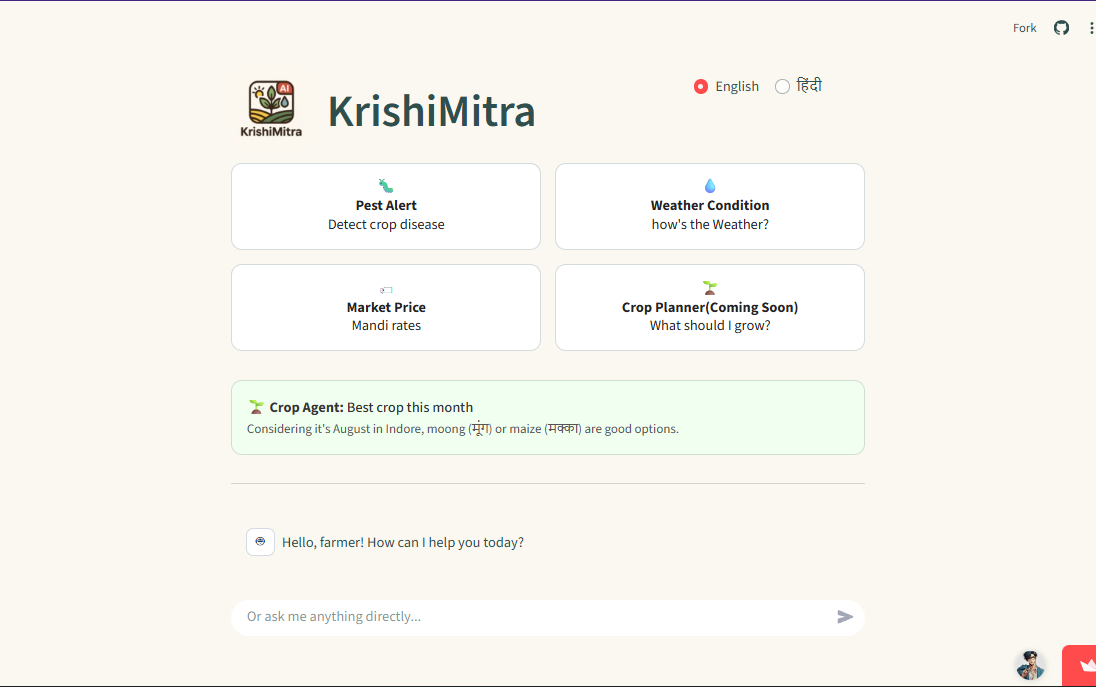 Fork
AI
KrishiMitra
KrishiMitra
English
हिंदी
Pest Alert
Detect crop disease
Weather Condition
how's the Weather?
Market Price
Mandi rates
Crop Planner(Coming Soon)
What should I grow?
Crop Agent: Best crop this month
Considering it's August in Indore, moong (मूंग) or maize (मक्का) are good options.
Hello, farmer! How can I help you today?
Or ask me anything directly...